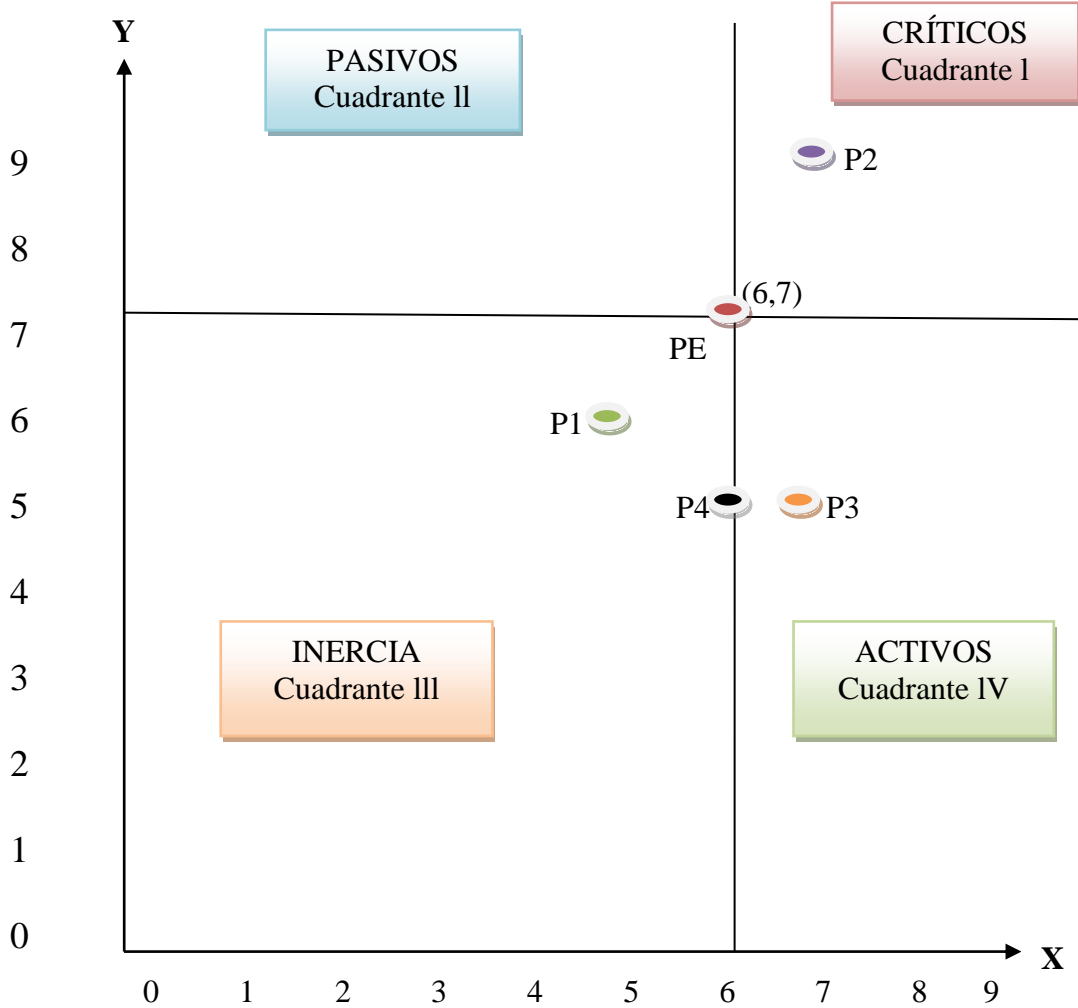 Y
PASIVOS
Cuadrante ll
CRÍTICOS
Cuadrante l
9
P2
8
(6,7)
7
PE
6
P1
5
P4
P3
4
INERCIA
Cuadrante lll
3
ACTIVOS
Cuadrante lV
2
1
0
X
0 1 2 3 4 5 6 7 8 9